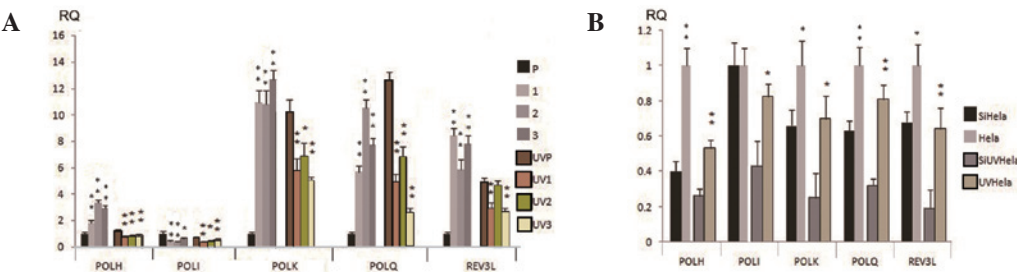 A
RQ
16
14
12
10
8
6
4
2
0
POLH
POLI
POLK
POLQ
REV3L
P
1
2
3
UVP
UV1
UV2
UV3
B
RQ
1.2
1
0.8
0.6
0.4
0.2
0
POLH
POLI
POLK
POLQ
REV3L
SiHela
Hela
SiUVHela
UVHela